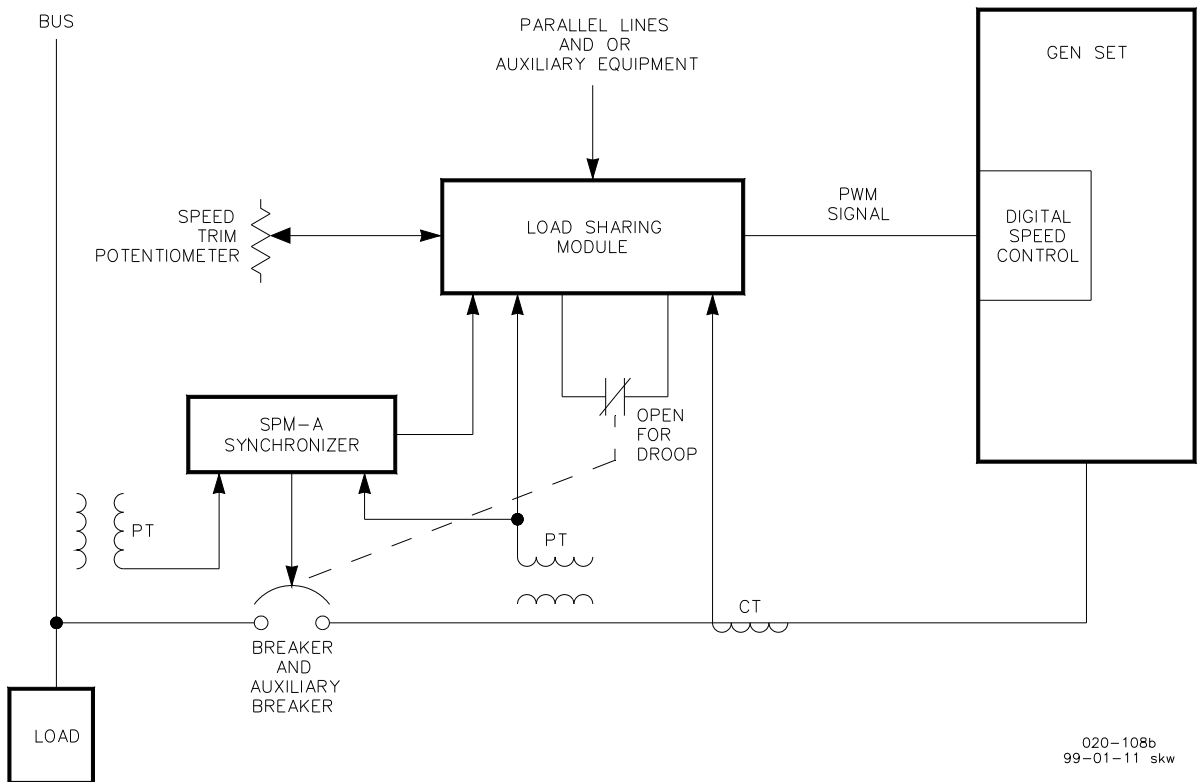 BUS
PARALLEL LINES
AND OR
AUXILIARY EQUIPMENT
GEN SET
SPEED
TRIM
POTENTIOMETER
LOAD SHARING
MODULE
PWM
SIGNAL
DIGITAL
SPEED
CONTROL
SPM-A
SYNCHRONIZER
OPEN
FOR
DROOP
PT
PT
CT
BREAKER
AND
AUXILIARY
BREAKER
LOAD
020-108b
99-01-11 skw